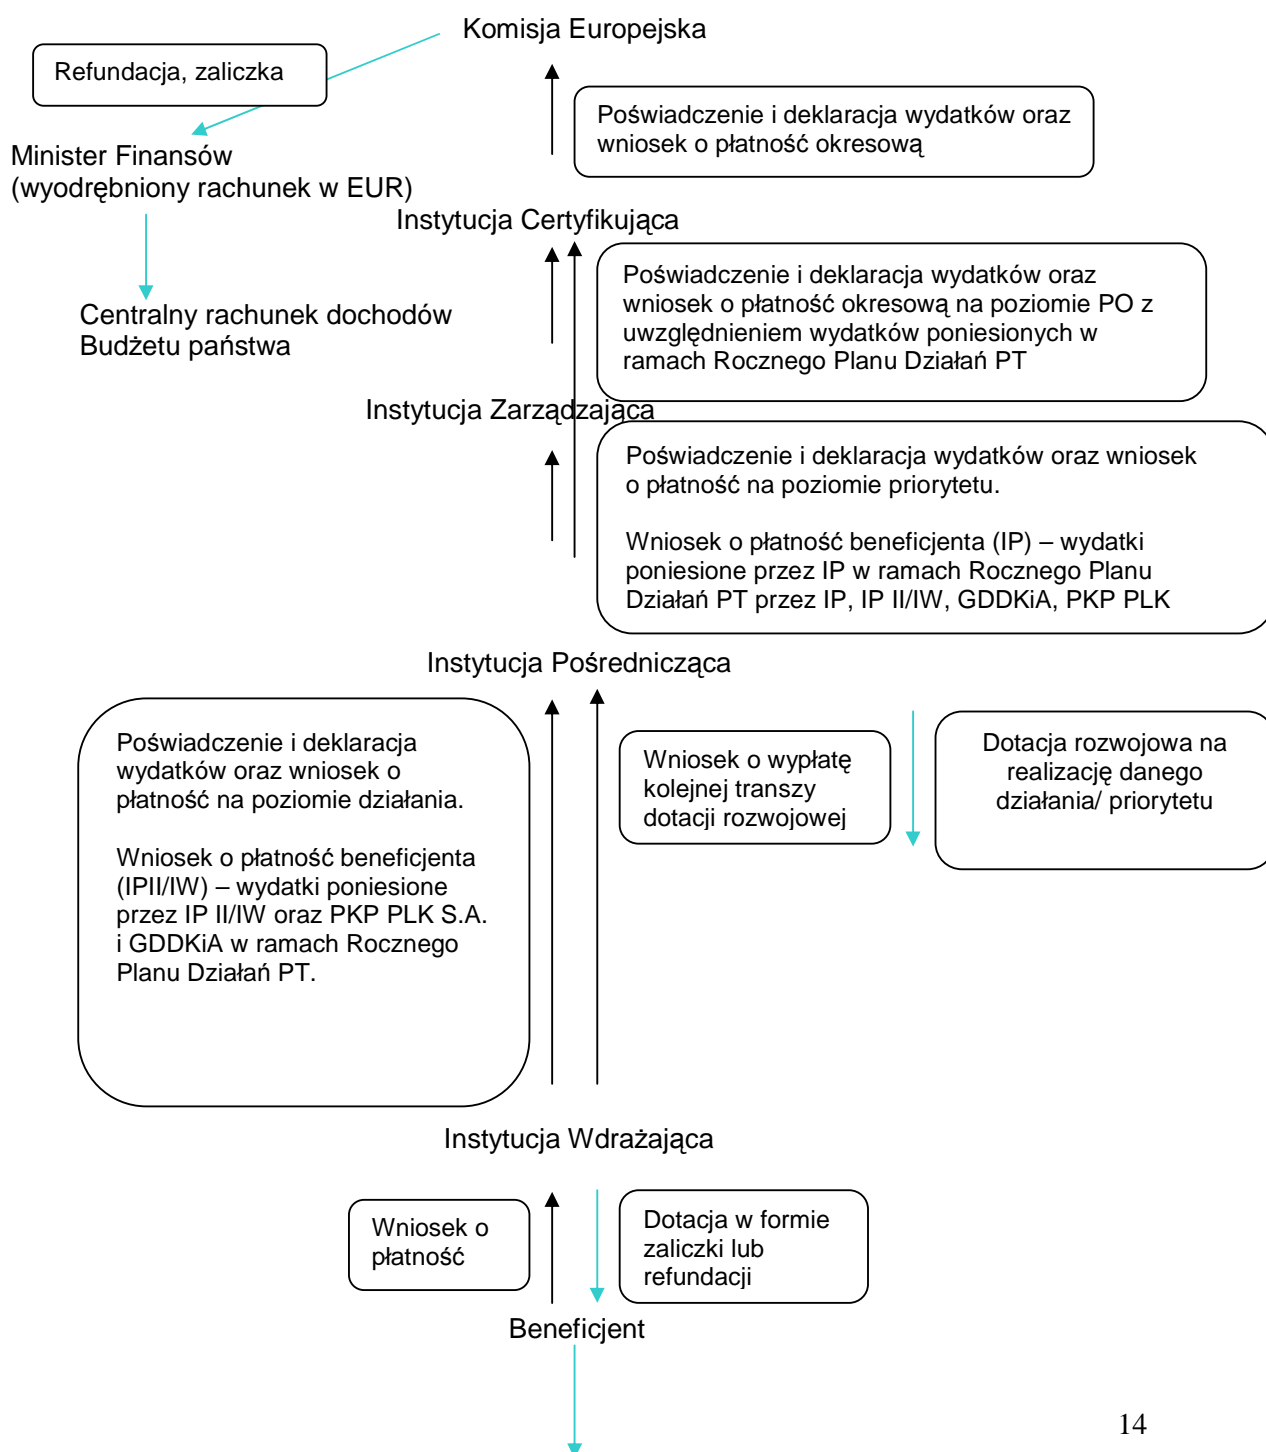 Komisja Europejska
Refundacja, zaliczka
Poświadczenie i deklaracja wydatków oraz
wniosek o płatność okresową
Minister Finansów
(wyodrębniony rachunek w EUR)
Instytucja Certyfikująca
Poświadczenie i deklaracja wydatków oraz
wniosek o płatność okresową na poziomie PO z
uwzględnieniem wydatków poniesionych w
ramach Rocznego Planu Działań PT
Centralny rachunek dochodów
Budżetu państwa
Instytucja Zarządzająca
Poświadczenie i deklaracja wydatków oraz wniosek
o płatność na poziomie priorytetu.
Wniosek o płatność beneficjenta (IP) – wydatki
poniesione przez IP w ramach Rocznego Planu
Działań PT przez IP, IP II/IW, GDDKiA, PKP PLK
Instytucja Pośrednicząca
Poświadczenie i deklaracja
wydatków oraz wniosek o
płatność na poziomie działania.
Wniosek o płatność beneficjenta
(IPII/IW) – wydatki poniesione
przez IP II/IW oraz PKP PLK S.A.
i GDDKiA w ramach Rocznego
Planu Działań PT.
Wniosek o wypłatę
kolejnej transzy
dotacji rozwojowej
Dotacja rozwojowa na
realizację danego
działania/ priorytetu
Instytucja Wdrażająca
Wniosek o
płatność
Dotacja w formie
zaliczki lub
refundacji
Beneficjent
14